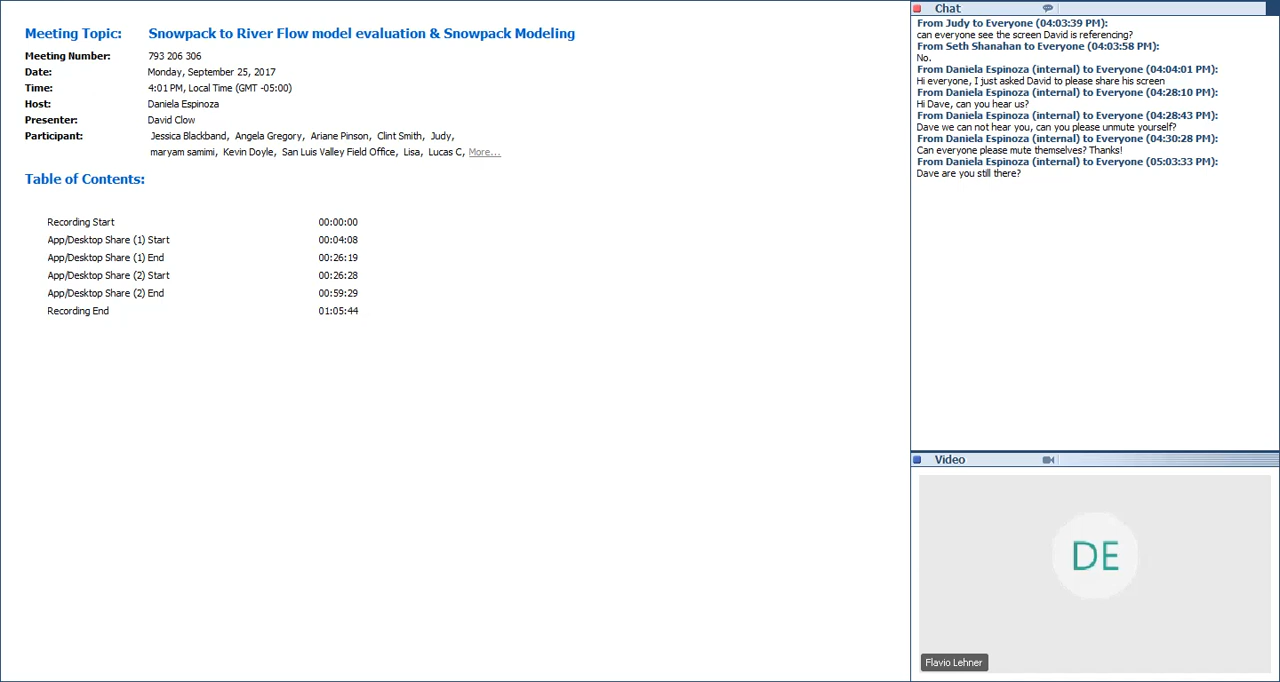 Meeting Topic: Snowpack to River Flow model evaluation & Snowpack Modeling
Meeting Number: 793 206 306
Date: Monday, September 25, 2017
Time: 4:01 PM, Local Time (GMT -05:00)
Host: Daniela Espinoza
Presenter: David Clow
Participant: Jessica Blackband, Angela Gregory, Ariane Pinson, Clint Smith, Judy,
maryam samimi, Kevin Doyle, San Luis Valley Field Office, Lisa, Lucas C, More...
Table of Contents:
Recording Start 00:00:00
App/Desktop Share (1) Start 00:04:08
App/Desktop Share (1) End 00:26:19
App/Desktop Share (2) Start 00:26:28
App/Desktop Share (2) End 00:59:29
Recording End 01:05:44
Chat
From Judy to Everyone (04:03:39 PM):
can everyone see the screen David is referencing?
From Seth Shanahan to Everyone (04:03:58 PM):
No.
From Daniela Espinoza (internal) to Everyone (04:04:01 PM):
Hi everyone, I just asked David to please share his screen
From Daniela Espinoza (internal) to Everyone (04:28:10 PM):
Hi Dave, can you hear us?
From Daniela Espinoza (internal) to Everyone (04:28:43 PM):
Dave we can not hear you, can you please unmute yourself?
From Daniela Espinoza (internal) to Everyone (04:30:28 PM):
Can everyone please mute themselves? Thanks!
From Daniela Espinoza (internal) to Everyone (05:03:33 PM):
Dave are you still there?
Video
DE
Flavio Lehner